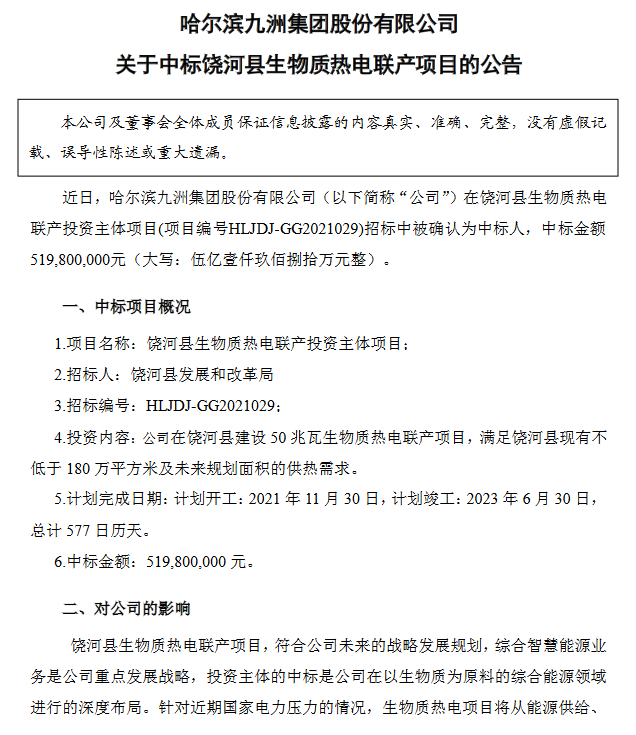 哈尔滨九洲集团股份有限公司
关于中标饶河县生物质热电联产项目的公告
本公司及董事会全体成员保证信息披露的内容真实、准确、完整，没有虚假记
载、误导性陈述或重大遗漏。
近日，哈尔滨九洲集团股份有限公司（以下简称“公司”）在饶河县生物质热电
联产投资主体项目(项目编号HLJDJ-GG2021029)招标中被确认为中标人，中标金额
519,800,000元（大写：伍亿壹仟玖佰捌拾万元整）。
一、中标项目概况
1.项目名称：饶河县生物质热电联产投资主体项目；
2.招标人：饶河县发展和改革局
3.招标编号：HLJDJ-GG2021029；
4.投资内容：公司在饶河县建设 50 兆瓦生物质热电联产项目，满足饶河县现有不
低于 180 万平方米及未来规划面积的供热需求。
5.计划完成日期：计划开工：2021 年 11 月 30 日，计划竣工：2023 年 6 月 30 日，
总计 577 日历天。
6.中标金额：519,800,000 元。
二、对公司的影响
饶河县生物质热电联产项目，符合公司未来的战略发展规划，综合智慧能源业
务是公司重点发展战略，投资主体的中标是公司在以生物质为原料的综合能源领域
进行的深度布局。针对近期国家电力压力的情况，生物质热电项目将从能源供给、